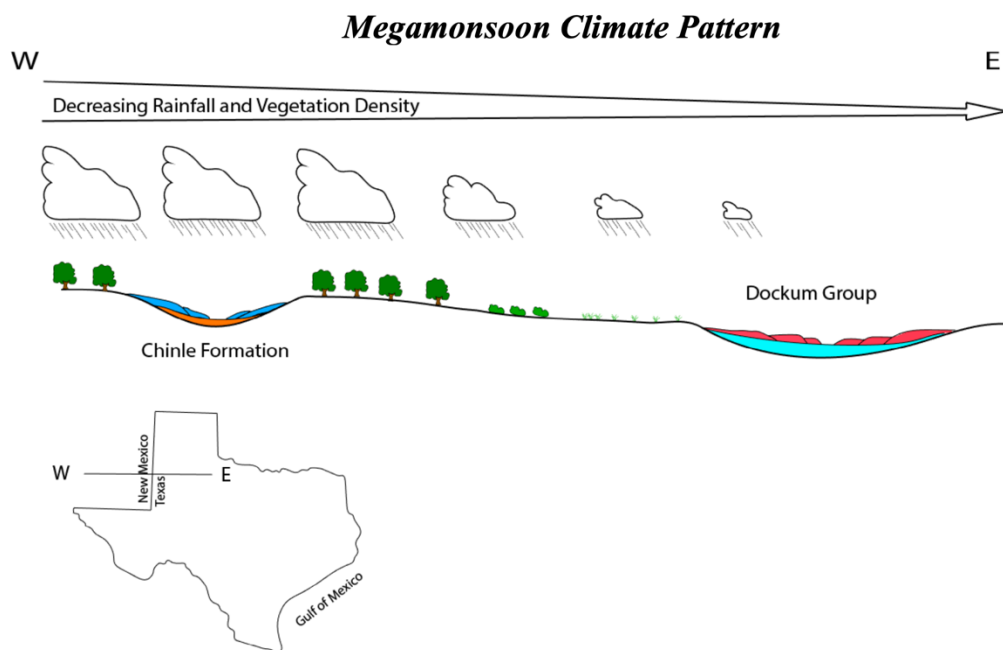 Megamonsoon Climate Pattern
W
E
Decreasing Rainfall and Vegetation Density
Dockum Group
Chinle Formation
New Mexico
Texas
W
E
Gulf of Mexico